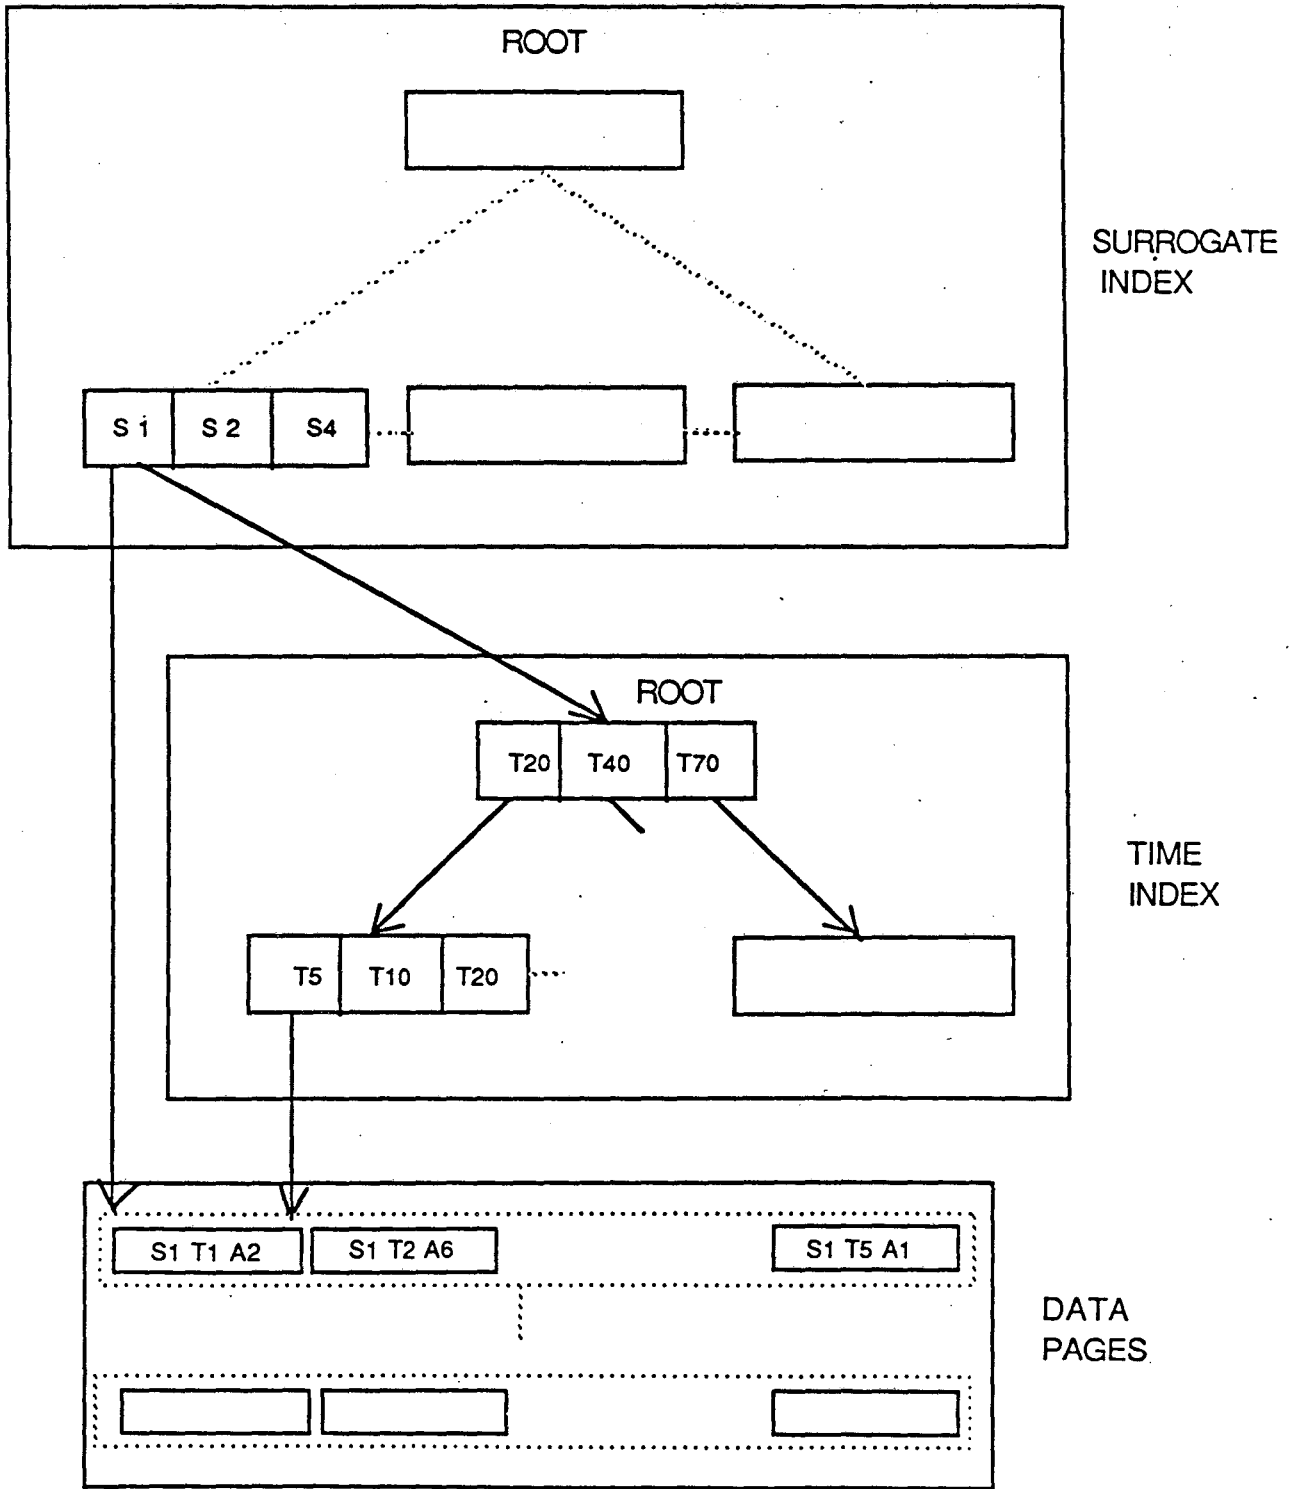 ROOT
SURROGATE
INDEX
S 1 S 2 S4
ROOT
T20 T40 T70
TIME
INDEX
T5 T10 T20
S1 T1 A2 S1 T2 A6 S1 T5 A1
DATA
PAGES